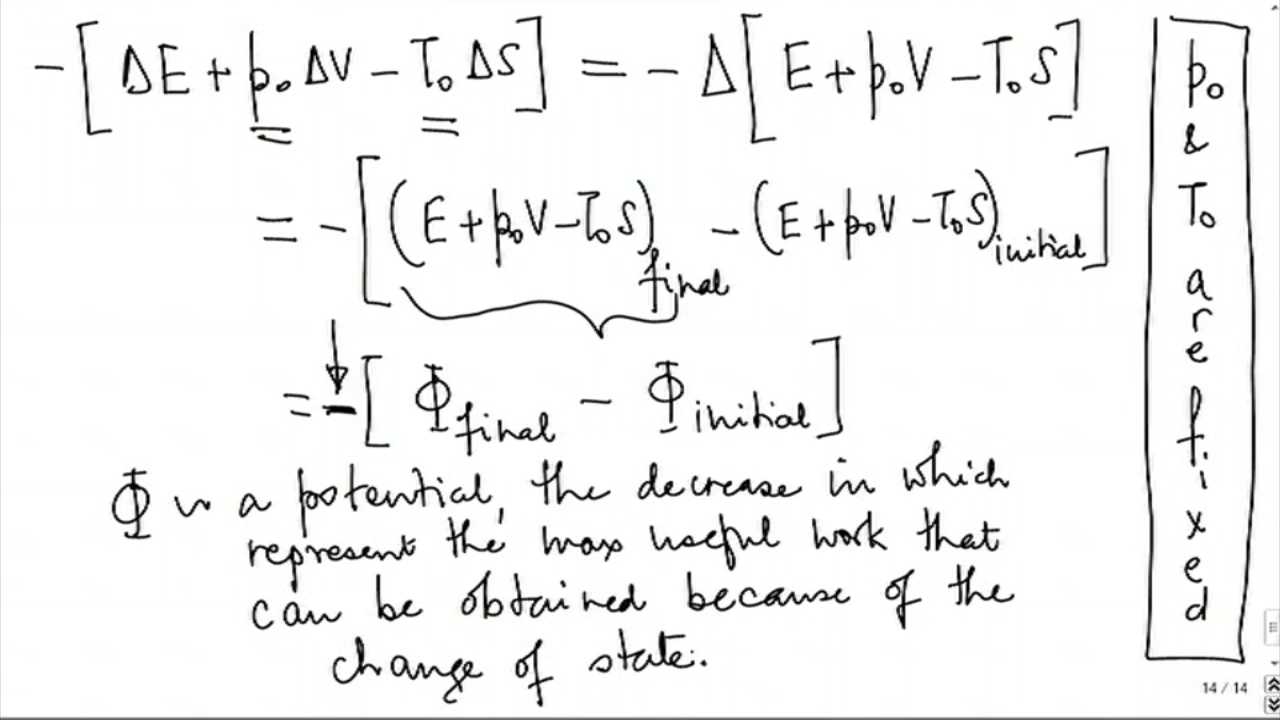 -[ΔE + p₀ΔV - T₀ΔS] = -Δ[E + p₀V - T₀S]
= -[(E + p₀V - T₀S)final - (E + p₀V - T₀S)initial]
= -[Φfinal - Φinitial]
Φ is a potential, the decrease in which
represent the max useful work that
can be obtained because of the
change of state.
p₀
&
T₀
a
r
e
f
i
x
e
d
14 / 14